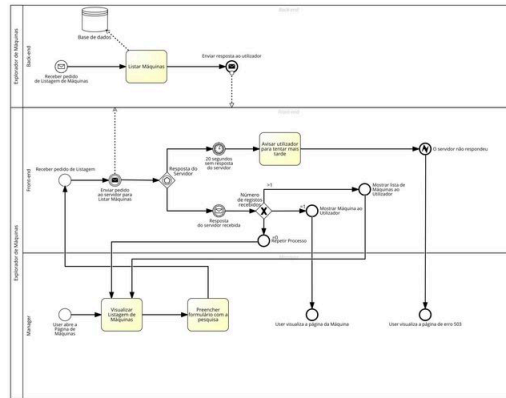 Explorador de Máquinas
Back-end
Base de dados
Receber pedido
de Listagem de Máquinas
Listar Máquinas
Enviar resposta ao utilizador
Explorador de Máquinas
Front-end
Receber pedido de Listagem
Enviar pedido
ao servidor para
Listar Máquinas
Resposta do
Servidor
20 segundos
sem resposta
do servidor
Avisar utilizador
para tentar mais
tarde
O servidor não respondeu
Resposta
do servidor recebida
Número
de registos
recebidos
>1
Mostrar lista de
Máquinas ao
Utilizador
=1
Mostrar Máquina ao
Utilizador
=0
Repetir Processo
Manager
User abre a
Página de
Máquinas
Visualizar
Listagem de
Máquinas
Preencher
formulário com a
pesquisa
User visualiza a página da Máquina
User visualiza a página de erro 503